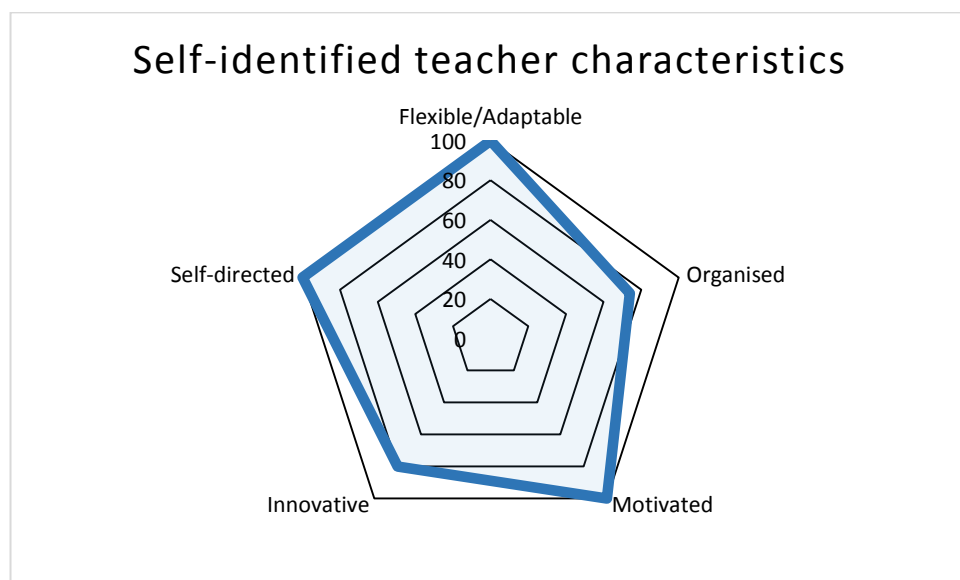 Self-identified teacher characteristics
Flexible/Adaptable
100
80
60
40
20
0
Self-directed
Organised
Innovative
Motivated